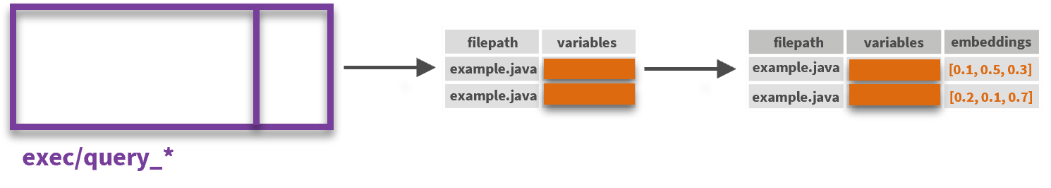 filepath variables
example.java
example.java
filepath variables embeddings
example.java [0.1, 0.5, 0.3]
example.java [0.2, 0.1, 0.7]
exec/query_*